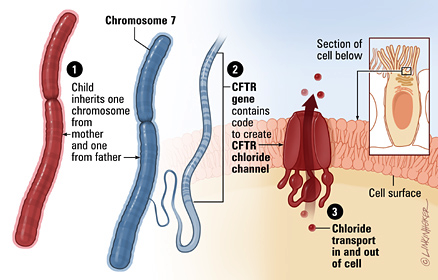 Chromosome 7
1
Child
inherits one
chromosome
from
mother
and one
from father
2
CFTR
gene
contains
code
to create
CFTR
chloride
channel
Section of
cell below
Cell surface
3
Chloride
transport
in and out
of cell